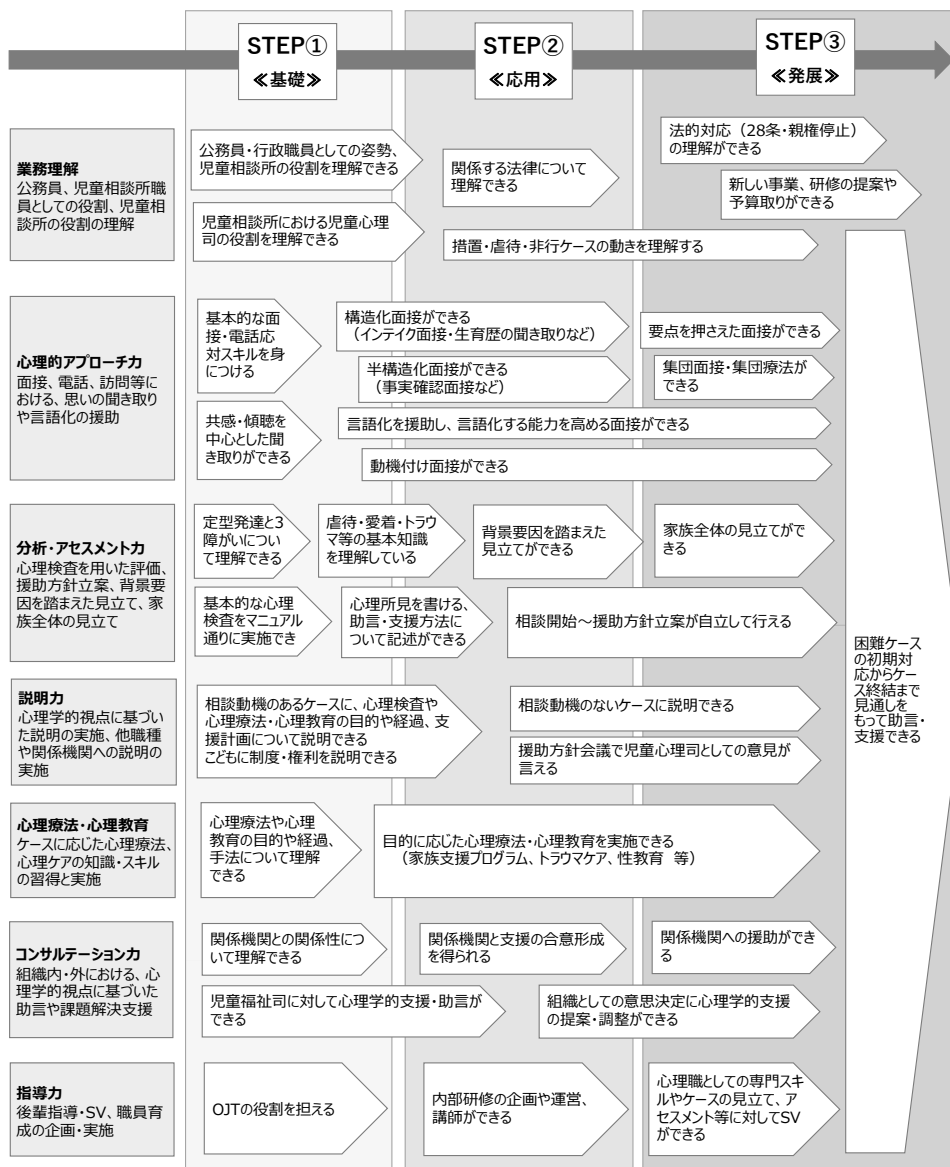 STEP①
≪基礎≫
STEP②
≪応用≫
STEP③
≪発展≫
業務理解
公務員、児童相談所職
員としての役割、児童相
談所の役割の理解
公務員・行政職員としての姿勢、
児童相談所の役割を理解できる
児童相談所における児童心理
司の役割を理解できる
関係する法律について
理解できる
措置・虐待・非行ケースの動きを理解する
法的対応（28条・親権停止）
の理解ができる
新しい事業、研修の提案や
予算取りができる
心理的アプローチ力
面接、電話、訪問等に
おける、思いの聞き取り
や言語化の援助
基本的な面
接・電話応
対スキルを身
につける
構造化面接ができる
（インテイク面接・生育歴の聞き取りなど）
要点を押さえた面接ができる
半構造化面接ができる
（事実確認面接など）
集団面接・集団療法が
できる
共感・傾聴を
中心とした聞
き取りができる
言語化を援助し、言語化する能力を高める面接ができる
動機付け面接ができる
分析・アセスメント力
心理検査を用いた評価、
援助方針立案、背景要
因を踏まえた見立て、家
族全体の見立て
定型発達と3
障がいについ
て理解できる
虐待・愛着・トラウ
マ等の基本知識
を理解している
背景要因を踏まえた
見立てができる
家族全体の見立てがで
きる
基本的な心理
検査をマニュアル
通りに実施でき
心理所見を書ける、
助言・支援方法に
ついて記述ができる
相談開始～援助方針立案が自立して行える
困難ケース
の初期対
応からケー
ス終結まで
見通しを
もって助言・
支援できる
説明力
心理学的視点に基づい
た説明の実施、他職種
や関係機関への説明の
実施
相談動機のあるケースに、心理検査や
心理療法・心理教育の目的や経過、支
援計画について説明できる
こどもに制度・権利を説明できる
相談動機のないケースに説明できる
援助方針会議で児童心理司としての意見が
言える
心理療法・心理教育
ケースに応じた心理療法、
心理ケアの知識・スキル
の習得と実施
心理療法や心理
教育の目的や経過、
手法について理解
できる
目的に応じた心理療法・心理教育を実施できる
（家族支援プログラム、トラウマケア、性教育 等）
コンサルテーション力
組織内・外における、心
理学的視点に基づいた
助言や課題解決支援
関係機関との関係性につ
いて理解できる
関係機関と支援の合意形成
を得られる
関係機関への援助ができ
る
児童福祉司に対して心理学的支援・助言が
できる
組織としての意思決定に心理学的支援
の提案・調整ができる
指導力
後輩指導・SV、職員育
成の企画・実施
OJTの役割を担える
内部研修の企画や運営、
講師ができる
心理職としての専門スキ
ルやケースの見立て、ア
セスメント等に対してSV
ができる